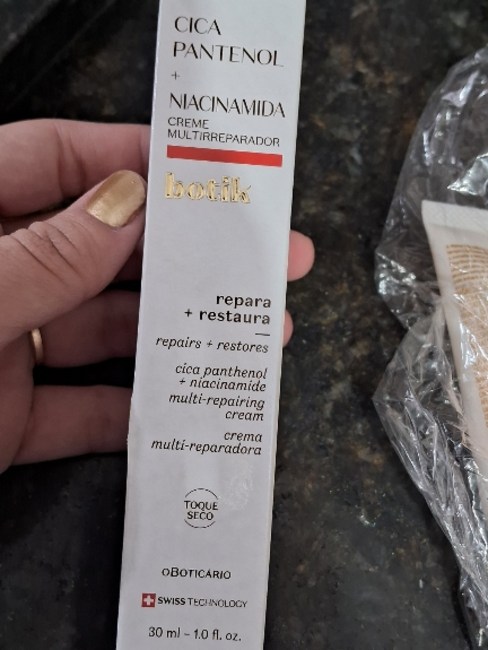 CICA
PANTENOL
+
NIACINAMIDA
CREME
MULTIRREPARADOR
botik
repara
+ restaura
repairs + restores
cica panthenol
+ niacinamide
multi-repairing
cream
crema
multi-reparadora
TOQUE
SECO
oBOTICÁRIO
SWISS TECHNOLOGY
30 ml - 1.0 fl. oz.